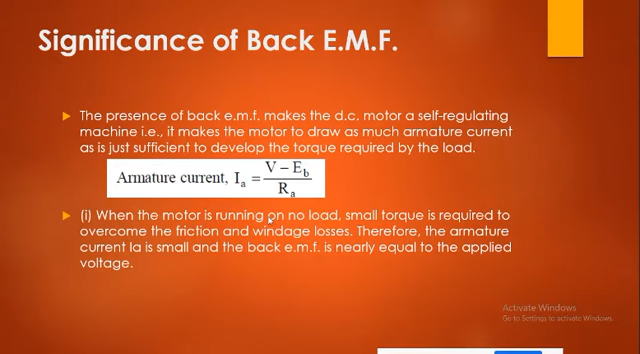 Significance of Back E.M.F.
The presence of back e.m.f. makes the d.c. motor a self-regulating
machine i.e., it makes the motor to draw as much armature current
as is just sufficient to develop the torque required by the load.
Armature current, Iₐ = (V – E_b) / Rₐ
(i) When the motor is running on no load, small torque is required to
overcome the friction and windage losses. Therefore, the armature
current Ia is small and the back e.m.f. is nearly equal to the applied
voltage.
Activate Windows
Go to Settings to activate Windows.